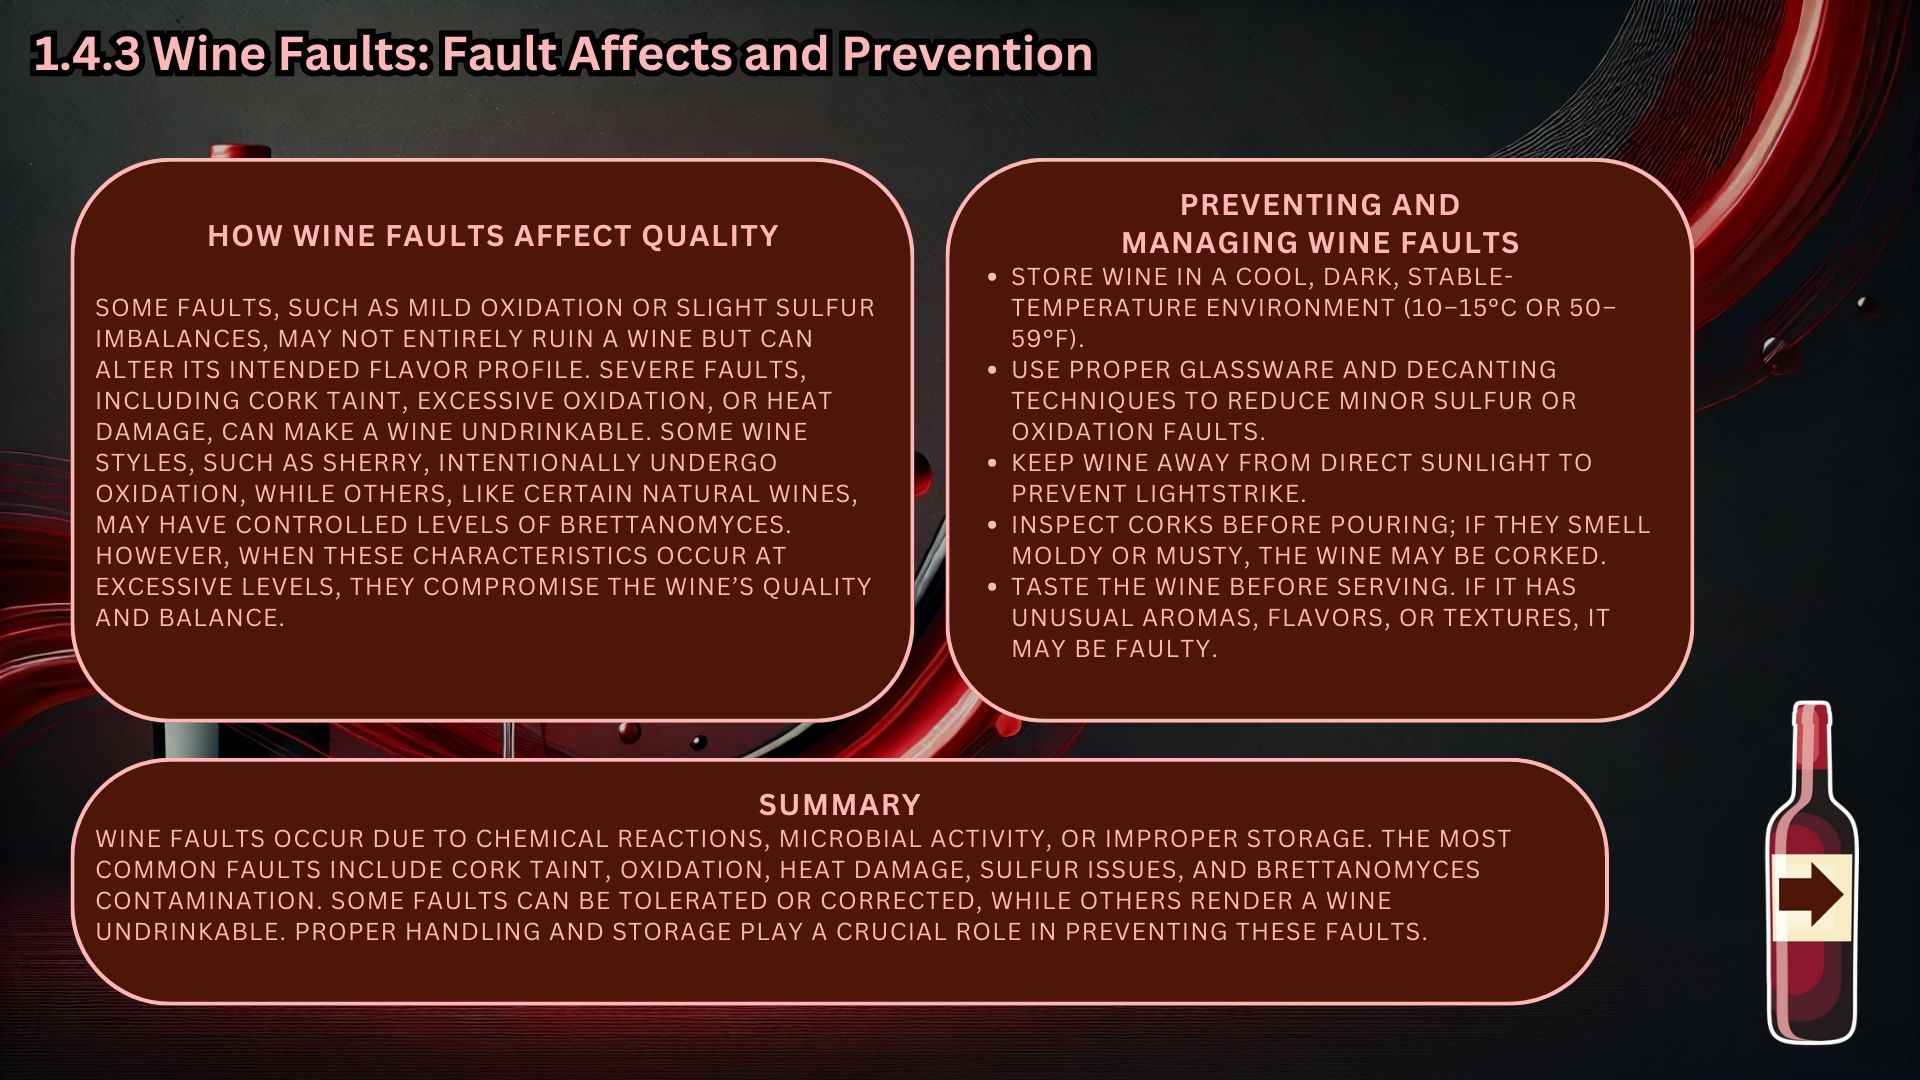 1.4.3 Wine Faults: Fault Affects and Prevention
HOW WINE FAULTS AFFECT QUALITY
SOME FAULTS, SUCH AS MILD OXIDATION OR SLIGHT SULFUR
IMBALANCES, MAY NOT ENTIRELY RUIN A WINE BUT CAN
ALTER ITS INTENDED FLAVOR PROFILE. SEVERE FAULTS,
INCLUDING CORK TAINT, EXCESSIVE OXIDATION, OR HEAT
DAMAGE, CAN MAKE A WINE UNDRINKABLE. SOME WINE
STYLES, SUCH AS SHERRY, INTENTIONALLY UNDERGO
OXIDATION, WHILE OTHERS, LIKE CERTAIN NATURAL WINES,
MAY HAVE CONTROLLED LEVELS OF BRETTANOMYCES.
HOWEVER, WHEN THESE CHARACTERISTICS OCCUR AT
EXCESSIVE LEVELS, THEY COMPROMISE THE WINE’S QUALITY
AND BALANCE.
PREVENTING AND
MANAGING WINE FAULTS
• STORE WINE IN A COOL, DARK, STABLE-
TEMPERATURE ENVIRONMENT (10–15°C OR 50–
59°F).
• USE PROPER GLASSWARE AND DECANTING
TECHNIQUES TO REDUCE MINOR SULFUR OR
OXIDATION FAULTS.
• KEEP WINE AWAY FROM DIRECT SUNLIGHT TO
PREVENT LIGHTSTRIKE.
• INSPECT CORKS BEFORE POURING; IF THEY SMELL
MOLDY OR MUSTY, THE WINE MAY BE CORKED.
• TASTE THE WINE BEFORE SERVING. IF IT HAS
UNUSUAL AROMAS, FLAVORS, OR TEXTURES, IT
MAY BE FAULTY.
SUMMARY
WINE FAULTS OCCUR DUE TO CHEMICAL REACTIONS, MICROBIAL ACTIVITY, OR IMPROPER STORAGE. THE MOST
COMMON FAULTS INCLUDE CORK TAINT, OXIDATION, HEAT DAMAGE, SULFUR ISSUES, AND BRETTANOMYCES
CONTAMINATION. SOME FAULTS CAN BE TOLERATED OR CORRECTED, WHILE OTHERS RENDER A WINE
UNDRINKABLE. PROPER HANDLING AND STORAGE PLAY A CRUCIAL ROLE IN PREVENTING THESE FAULTS.